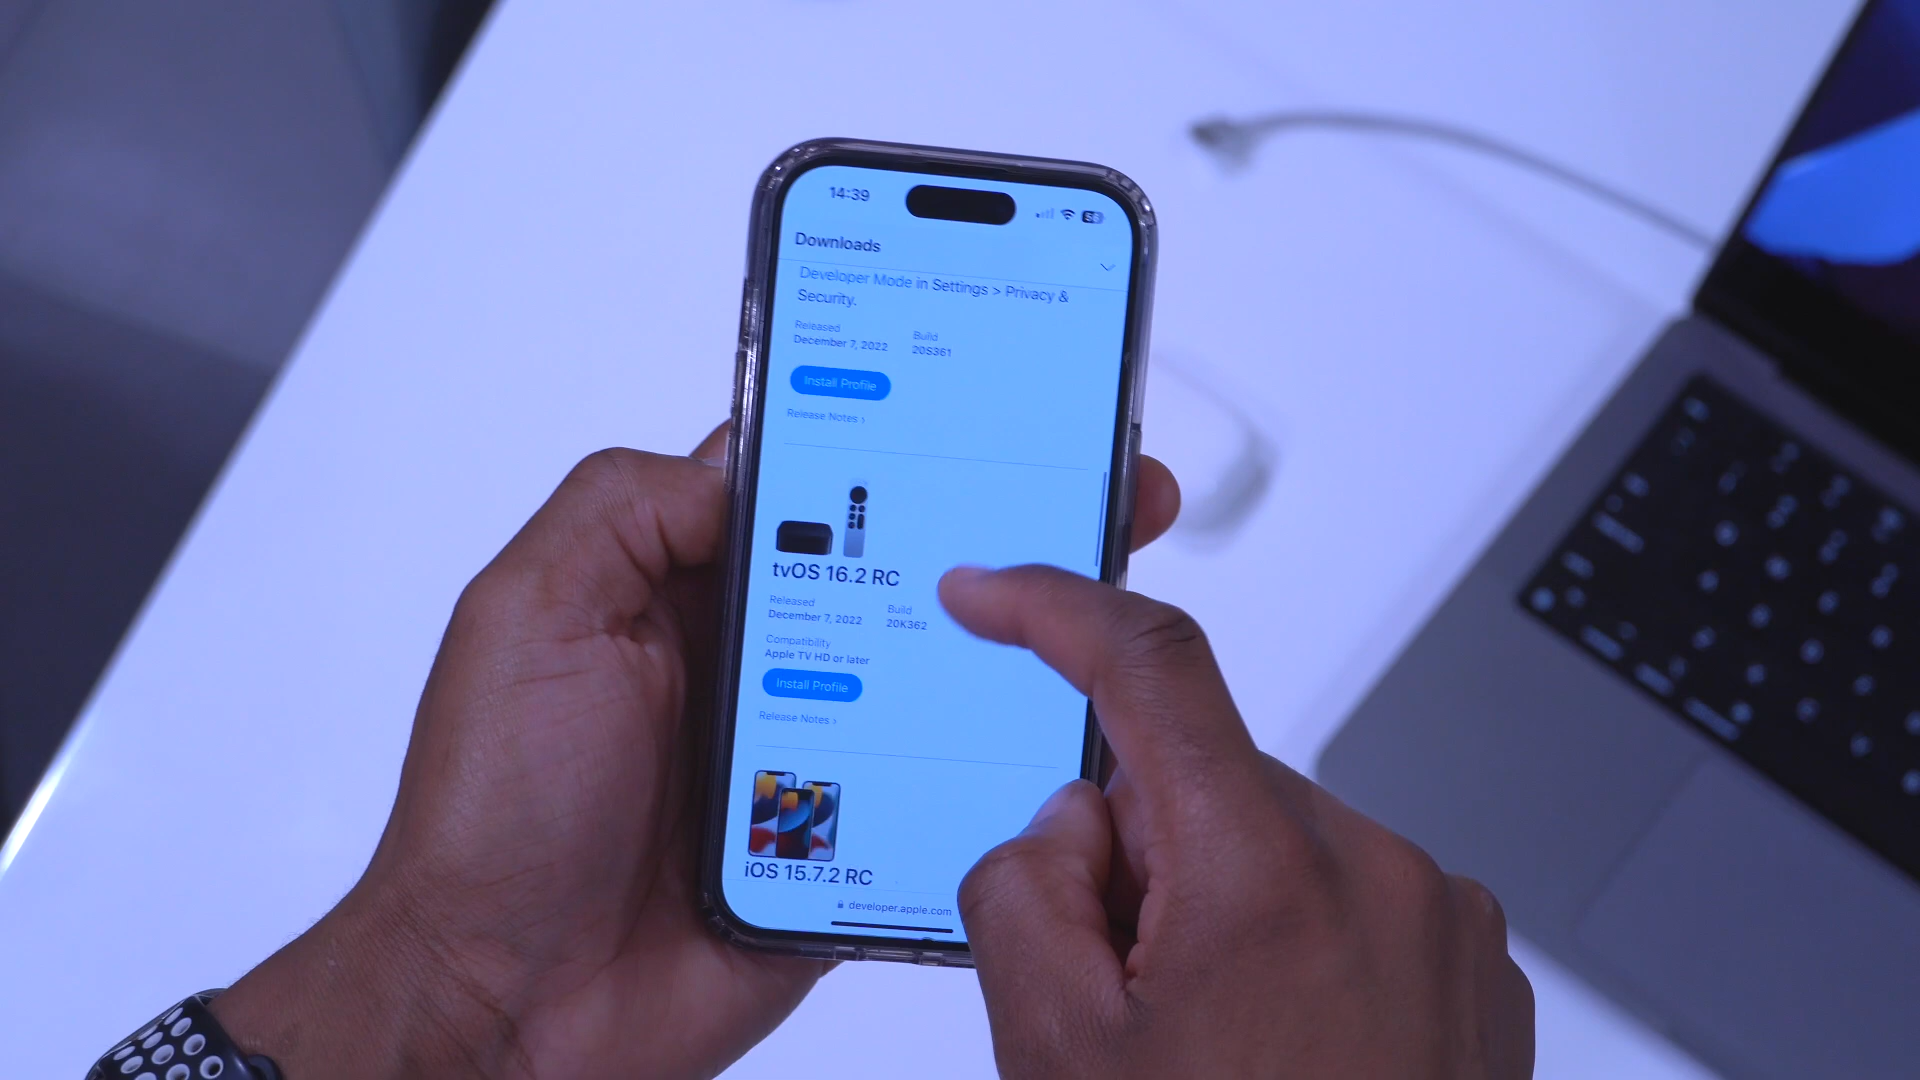 14:39
Downloads
Developer Mode in Settings > Privacy &
Security.
Released
Build
December 7, 2022
20S361
Install Profile
Release Notes >
tvOS 16.2 RC
Released
Build
December 7, 2022
20K362
Compatibility
Apple TV HD or later
Install Profile
Release Notes >
iOS 15.7.2 RC
developer.apple.com